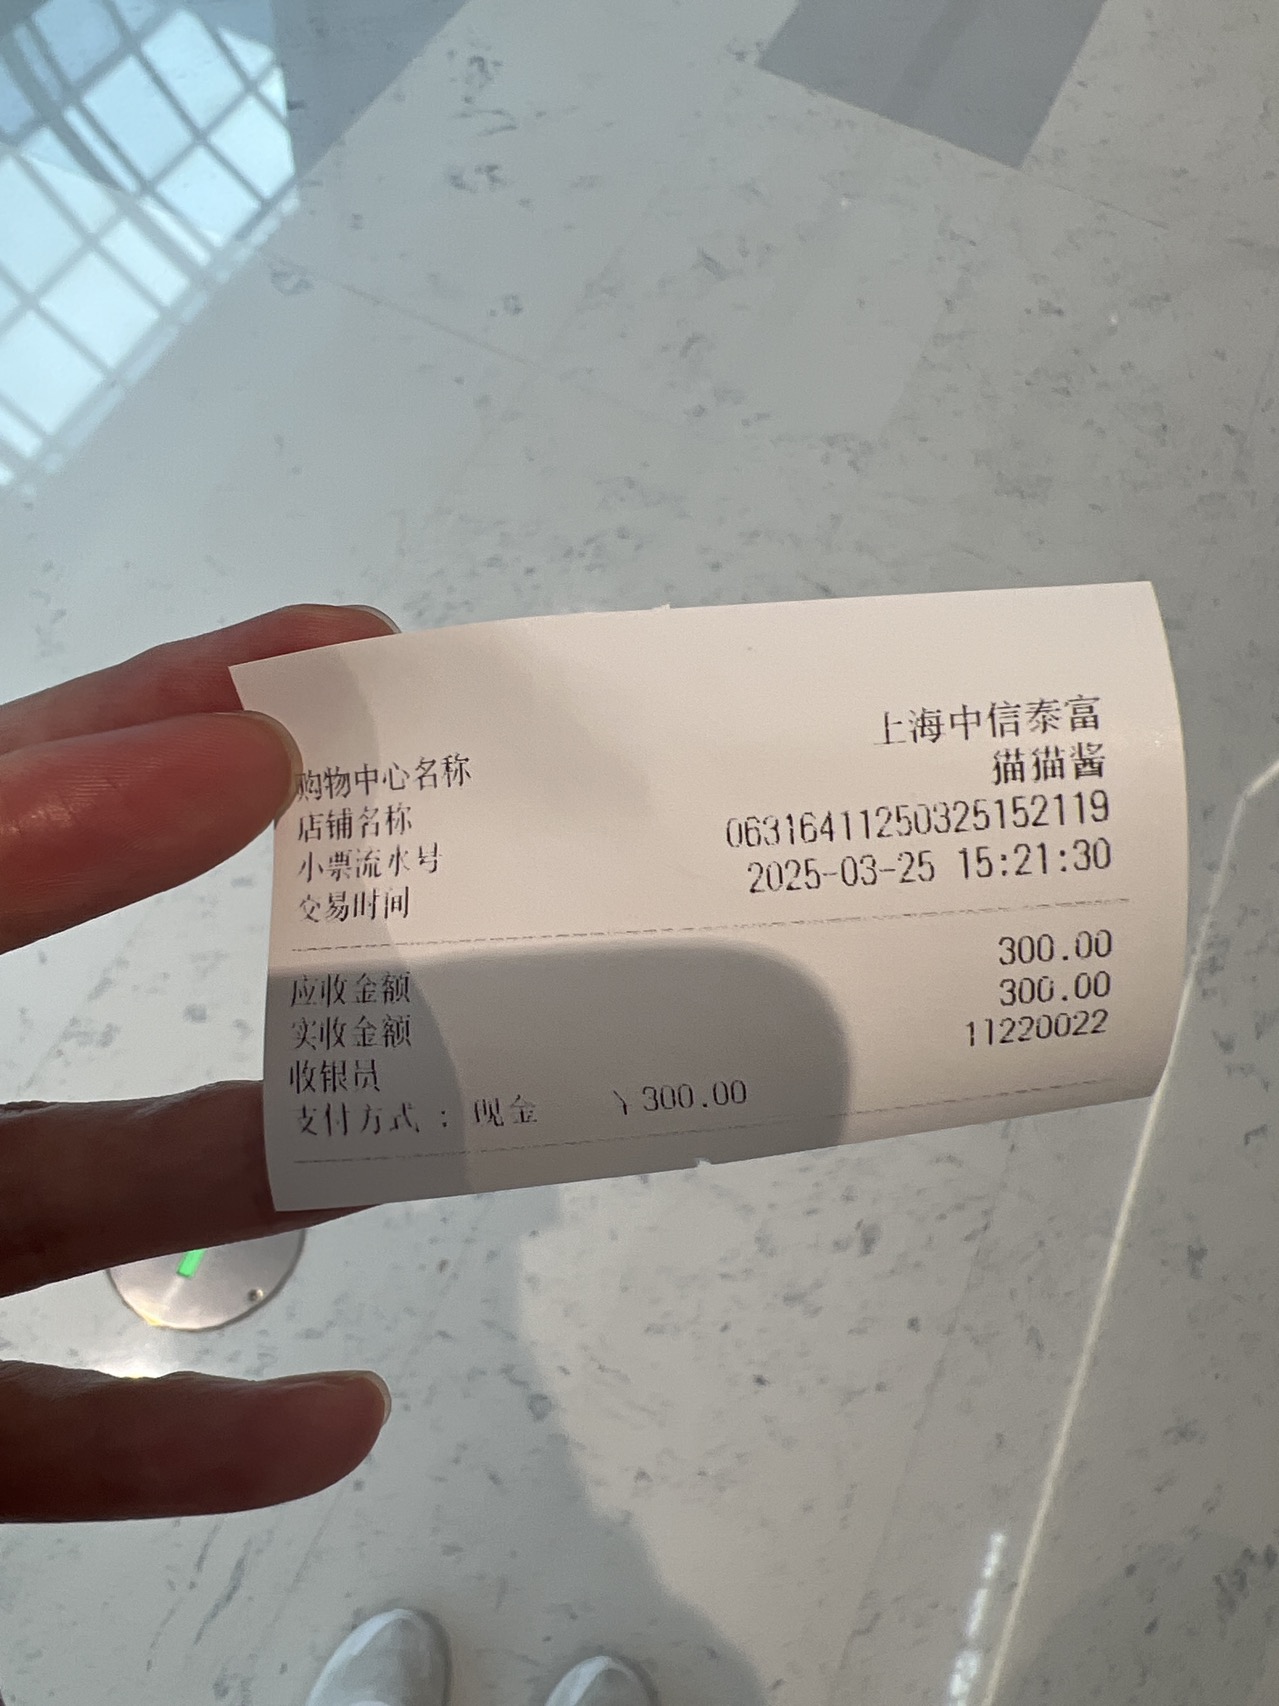 购物中心名称 上海中信泰富
店铺名称 猫猫酱
小票流水号 06316411250325152119
交易时间 2025-03-25 15:21:30
应收金额 300.00
实收金额 300.00
收银员 11220022
支付方式 : 现金 ¥300.00